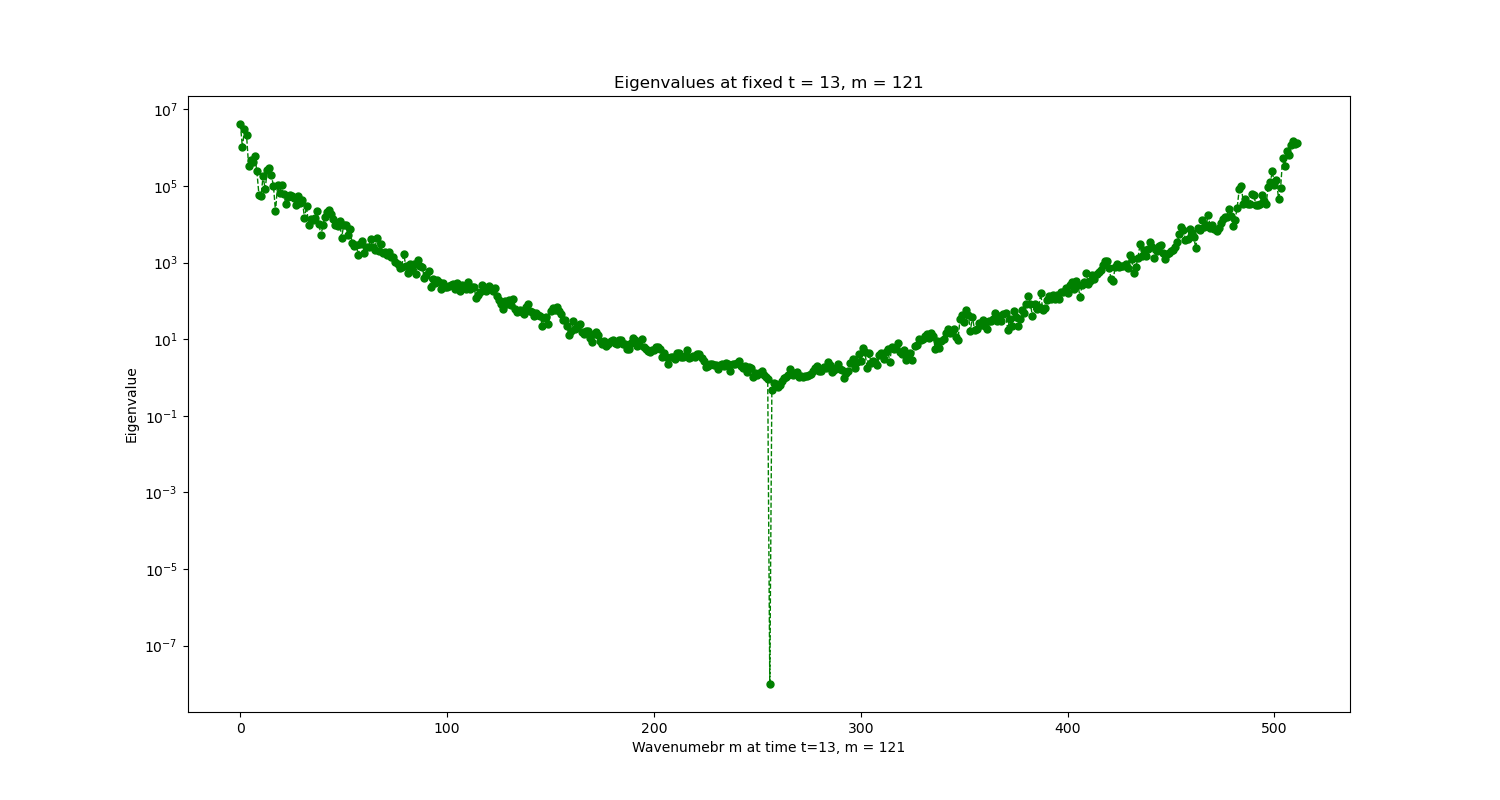 Eigenvalues at fixed t = 13, m = 121
10^7
10^5
10^3
10^1
10^-1
10^-3
10^-5
10^-7
Eigenvalue
0 100 200 300 400 500
Wavenumebr m at time t=13, m = 121